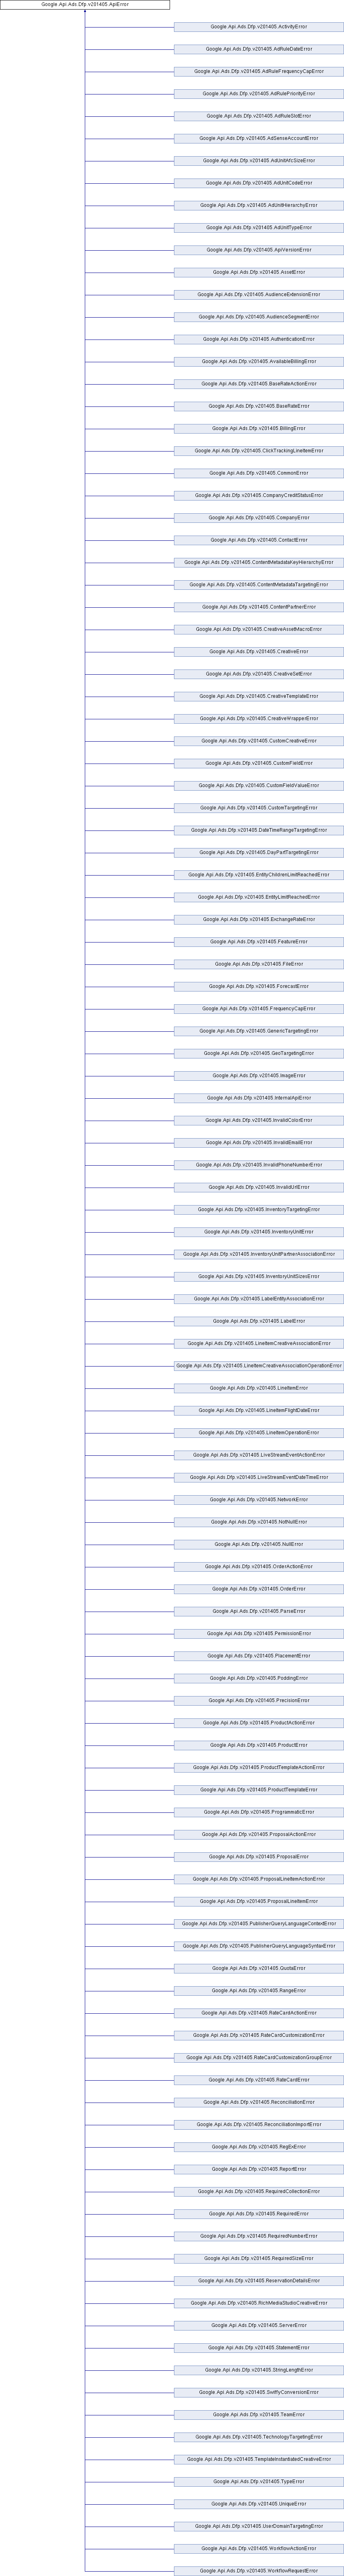 Google.Api.Ads.Dfp.v201405.ApiError
Google.Api.Ads.Dfp.v201405.ActivityError
Google.Api.Ads.Dfp.v201405.AdRuleDateError
Google.Api.Ads.Dfp.v201405.AdRuleFrequencyCapError
Google.Api.Ads.Dfp.v201405.AdRulePriorityError
Google.Api.Ads.Dfp.v201405.AdRuleSlotError
Google.Api.Ads.Dfp.v201405.AdSenseAccountError
Google.Api.Ads.Dfp.v201405.AdUnitAfcSizeError
Google.Api.Ads.Dfp.v201405.AdUnitCodeError
Google.Api.Ads.Dfp.v201405.AdUnitHierarchyError
Google.Api.Ads.Dfp.v201405.AdUnitTypeError
Google.Api.Ads.Dfp.v201405.ApiVersionError
Google.Api.Ads.Dfp.v201405.AssetError
Google.Api.Ads.Dfp.v201405.AudienceExtensionError
Google.Api.Ads.Dfp.v201405.AudienceSegmentError
Google.Api.Ads.Dfp.v201405.AuthenticationError
Google.Api.Ads.Dfp.v201405.AvailableBillingError
Google.Api.Ads.Dfp.v201405.BaseRateActionError
Google.Api.Ads.Dfp.v201405.BaseRateError
Google.Api.Ads.Dfp.v201405.BillingError
Google.Api.Ads.Dfp.v201405.ClickTrackingLineItemError
Google.Api.Ads.Dfp.v201405.CommonError
Google.Api.Ads.Dfp.v201405.CompanyCreditStatusError
Google.Api.Ads.Dfp.v201405.CompanyError
Google.Api.Ads.Dfp.v201405.ContactError
Google.Api.Ads.Dfp.v201405.ContentMetadataKeyHierarchyError
Google.Api.Ads.Dfp.v201405.ContentMetadataTargetingError
Google.Api.Ads.Dfp.v201405.ContentPartnerError
Google.Api.Ads.Dfp.v201405.CreativeAssetMacroError
Google.Api.Ads.Dfp.v201405.CreativeError
Google.Api.Ads.Dfp.v201405.CreativeSetError
Google.Api.Ads.Dfp.v201405.CreativeTemplateError
Google.Api.Ads.Dfp.v201405.CreativeWrapperError
Google.Api.Ads.Dfp.v201405.CustomCreativeError
Google.Api.Ads.Dfp.v201405.CustomFieldError
Google.Api.Ads.Dfp.v201405.CustomFieldValueError
Google.Api.Ads.Dfp.v201405.CustomTargetingError
Google.Api.Ads.Dfp.v201405.DateTimeRangeTargetingError
Google.Api.Ads.Dfp.v201405.DayPartTargetingError
Google.Api.Ads.Dfp.v201405.EntityChildrenLimitReachedError
Google.Api.Ads.Dfp.v201405.EntityLimitReachedError
Google.Api.Ads.Dfp.v201405.ExchangeRateError
Google.Api.Ads.Dfp.v201405.FeatureError
Google.Api.Ads.Dfp.v201405.FileError
Google.Api.Ads.Dfp.v201405.ForecastError
Google.Api.Ads.Dfp.v201405.FrequencyCapError
Google.Api.Ads.Dfp.v201405.GenericTargetingError
Google.Api.Ads.Dfp.v201405.GeoTargetingError
Google.Api.Ads.Dfp.v201405.ImageError
Google.Api.Ads.Dfp.v201405.InternalApiError
Google.Api.Ads.Dfp.v201405.InvalidColorError
Google.Api.Ads.Dfp.v201405.InvalidEmailError
Google.Api.Ads.Dfp.v201405.InvalidPhoneNumberError
Google.Api.Ads.Dfp.v201405.InvalidUrlError
Google.Api.Ads.Dfp.v201405.InventoryTargetingError
Google.Api.Ads.Dfp.v201405.InventoryUnitError
Google.Api.Ads.Dfp.v201405.InventoryUnitPartnerAssociationError
Google.Api.Ads.Dfp.v201405.InventoryUnitSizesError
Google.Api.Ads.Dfp.v201405.LabelEntityAssociationError
Google.Api.Ads.Dfp.v201405.LabelError
Google.Api.Ads.Dfp.v201405.LineItemCreativeAssociationError
Google.Api.Ads.Dfp.v201405.LineItemCreativeAssociationOperationError
Google.Api.Ads.Dfp.v201405.LineItemError
Google.Api.Ads.Dfp.v201405.LineItemFlightDateError
Google.Api.Ads.Dfp.v201405.LineItemOperationError
Google.Api.Ads.Dfp.v201405.LiveStreamEventActionError
Google.Api.Ads.Dfp.v201405.LiveStreamEventDateTimeError
Google.Api.Ads.Dfp.v201405.NetworkError
Google.Api.Ads.Dfp.v201405.NotNullError
Google.Api.Ads.Dfp.v201405.NullError
Google.Api.Ads.Dfp.v201405.OrderActionError
Google.Api.Ads.Dfp.v201405.OrderError
Google.Api.Ads.Dfp.v201405.ParseError
Google.Api.Ads.Dfp.v201405.PermissionError
Google.Api.Ads.Dfp.v201405.PlacementError
Google.Api.Ads.Dfp.v201405.PoddingError
Google.Api.Ads.Dfp.v201405.PrecisionError
Google.Api.Ads.Dfp.v201405.ProductActionError
Google.Api.Ads.Dfp.v201405.ProductError
Google.Api.Ads.Dfp.v201405.ProductTemplateActionError
Google.Api.Ads.Dfp.v201405.ProductTemplateError
Google.Api.Ads.Dfp.v201405.ProgrammaticError
Google.Api.Ads.Dfp.v201405.ProposalActionError
Google.Api.Ads.Dfp.v201405.ProposalError
Google.Api.Ads.Dfp.v201405.ProposalLineItemActionError
Google.Api.Ads.Dfp.v201405.ProposalLineItemError
Google.Api.Ads.Dfp.v201405.PublisherQueryLanguageContextError
Google.Api.Ads.Dfp.v201405.PublisherQueryLanguageSyntaxError
Google.Api.Ads.Dfp.v201405.QuotaError
Google.Api.Ads.Dfp.v201405.RangeError
Google.Api.Ads.Dfp.v201405.RateCardActionError
Google.Api.Ads.Dfp.v201405.RateCardCustomizationError
Google.Api.Ads.Dfp.v201405.RateCardCustomizationGroupError
Google.Api.Ads.Dfp.v201405.RateCardError
Google.Api.Ads.Dfp.v201405.ReconciliationError
Google.Api.Ads.Dfp.v201405.ReconciliationImportError
Google.Api.Ads.Dfp.v201405.RegExError
Google.Api.Ads.Dfp.v201405.ReportError
Google.Api.Ads.Dfp.v201405.RequiredCollectionError
Google.Api.Ads.Dfp.v201405.RequiredError
Google.Api.Ads.Dfp.v201405.RequiredNumberError
Google.Api.Ads.Dfp.v201405.RequiredSizeError
Google.Api.Ads.Dfp.v201405.ReservationDetailsError
Google.Api.Ads.Dfp.v201405.RichMediaStudioCreativeError
Google.Api.Ads.Dfp.v201405.ServerError
Google.Api.Ads.Dfp.v201405.StatementError
Google.Api.Ads.Dfp.v201405.StringLengthError
Google.Api.Ads.Dfp.v201405.SwiffyConversionError
Google.Api.Ads.Dfp.v201405.TeamError
Google.Api.Ads.Dfp.v201405.TechnologyTargetingError
Google.Api.Ads.Dfp.v201405.TemplateInstantiatedCreativeError
Google.Api.Ads.Dfp.v201405.TypeError
Google.Api.Ads.Dfp.v201405.UniqueError
Google.Api.Ads.Dfp.v201405.UserDomainTargetingError
Google.Api.Ads.Dfp.v201405.WorkflowActionError
Google.Api.Ads.Dfp.v201405.WorkflowRequestError